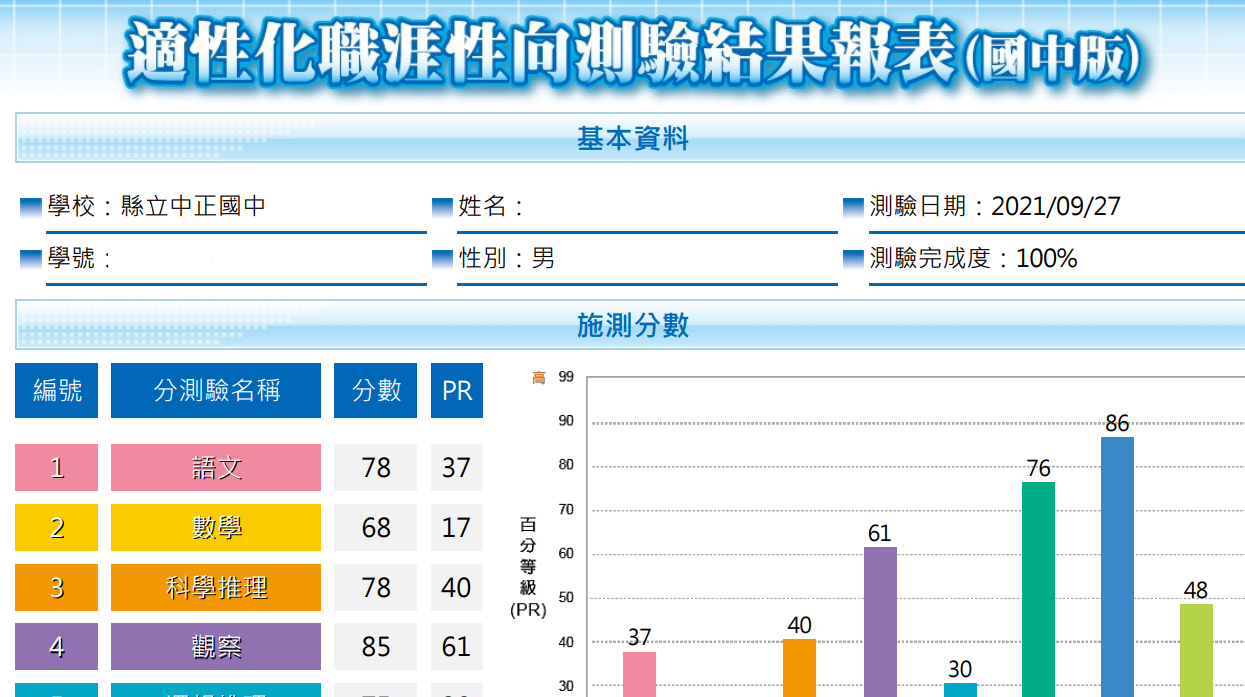 適性化職涯性向測驗結果報表(國中版)
基本資料
學校：縣立中正國中
姓名：
測驗日期：2021/09/27
學號：
性別：男
測驗完成度：100%
施測分數
編號 分測驗名稱 分數 PR
1 語文 78 37
2 數學 68 17
3 科學推理 78 40
4 觀察 85 61
高 99
90
80
70
60
50
40
30
百分等級(PR)
37
40
61
30
76
86
48